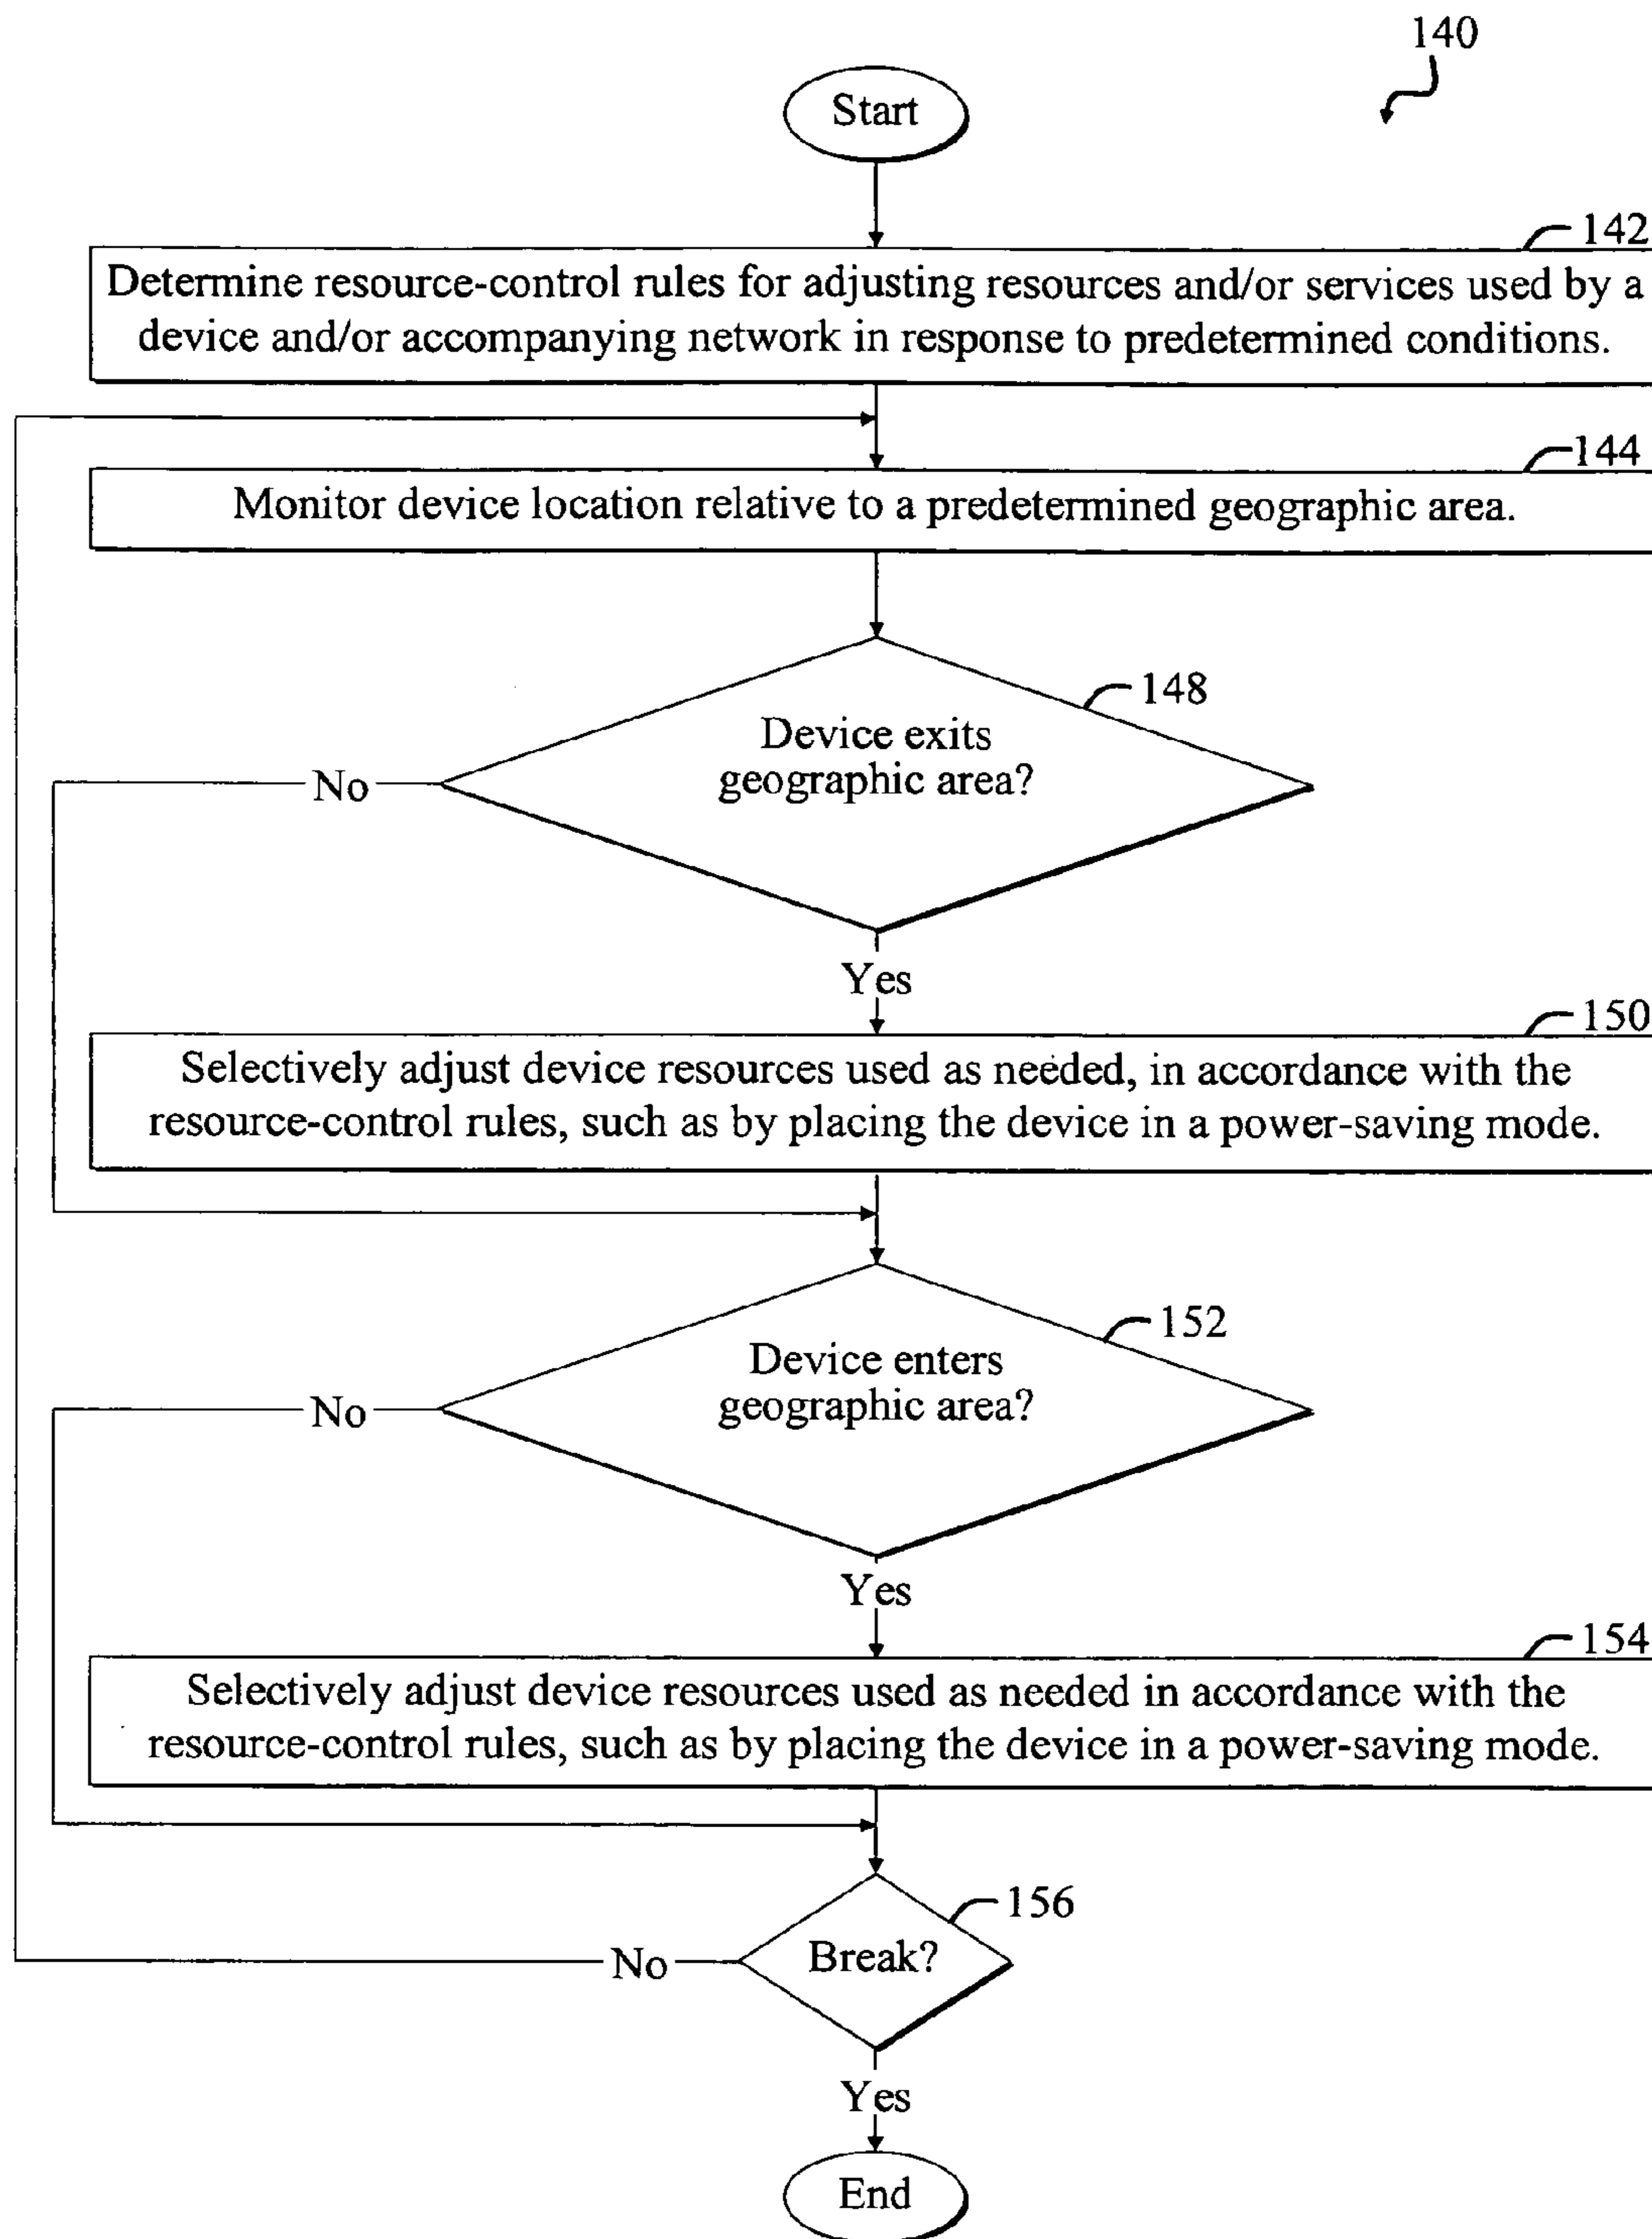 140
Start
142
Determine resource-control rules for adjusting resources and/or services used by a
device and/or accompanying network in response to predetermined conditions.
144
Monitor device location relative to a predetermined geographic area.
148
Device exits
geographic area?
No
Yes
150
Selectively adjust device resources used as needed, in accordance with the
resource-control rules, such as by placing the device in a power-saving mode.
152
Device enters
geographic area?
No
Yes
154
Selectively adjust device resources used as needed in accordance with the
resource-control rules, such as by placing the device in a power-saving mode.
156
Break?
No
Yes
End